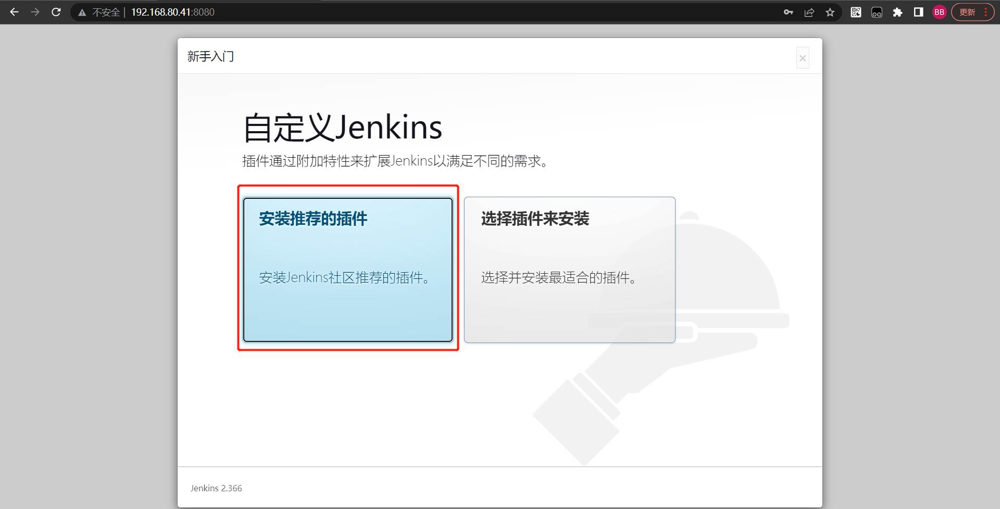 不安全 | 192.168.80.41:8080
BB
更新
新手入门
×
自定义Jenkins
插件通过附加特性来扩展Jenkins以满足不同的需求。
安装推荐的插件
安装Jenkins社区推荐的插件。
选择插件来安装
选择并安装最适合的插件。
Jenkins 2.366